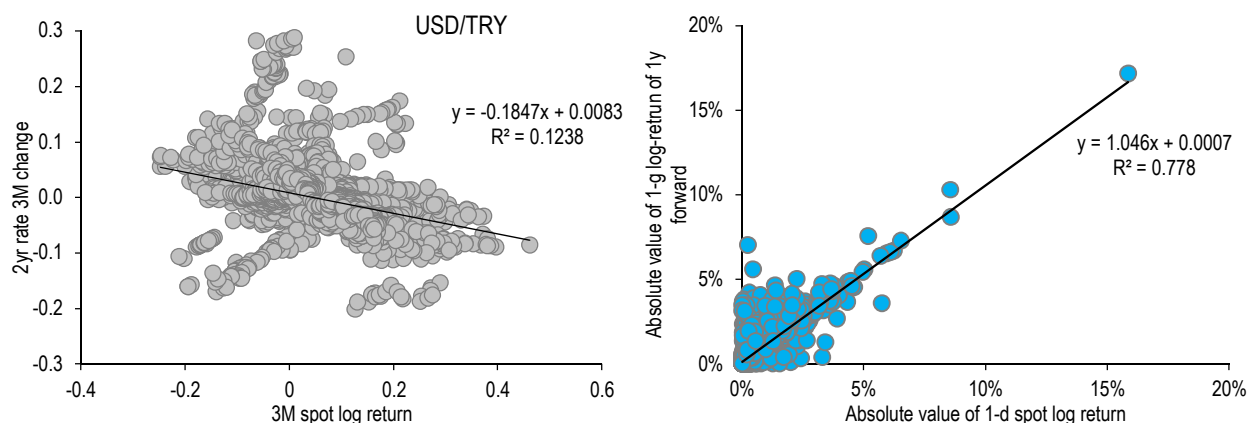 USD/TRY
0.3
0.2
0.1
0.0
-0.1
-0.2
-0.3
2yr rate 3M change
y = -0.1847x + 0.0083
R² = 0.1238
-0.4
-0.2
0
0.2
0.4
0.6
3M spot log return
20%
15%
10%
5%
0%
Absolute value of 1-g log-retnun of 1y
forward
y = 1.046x + 0.0007
R² = 0.778
0%
5%
10%
15%
20%
Absolute value of 1-d spot log return